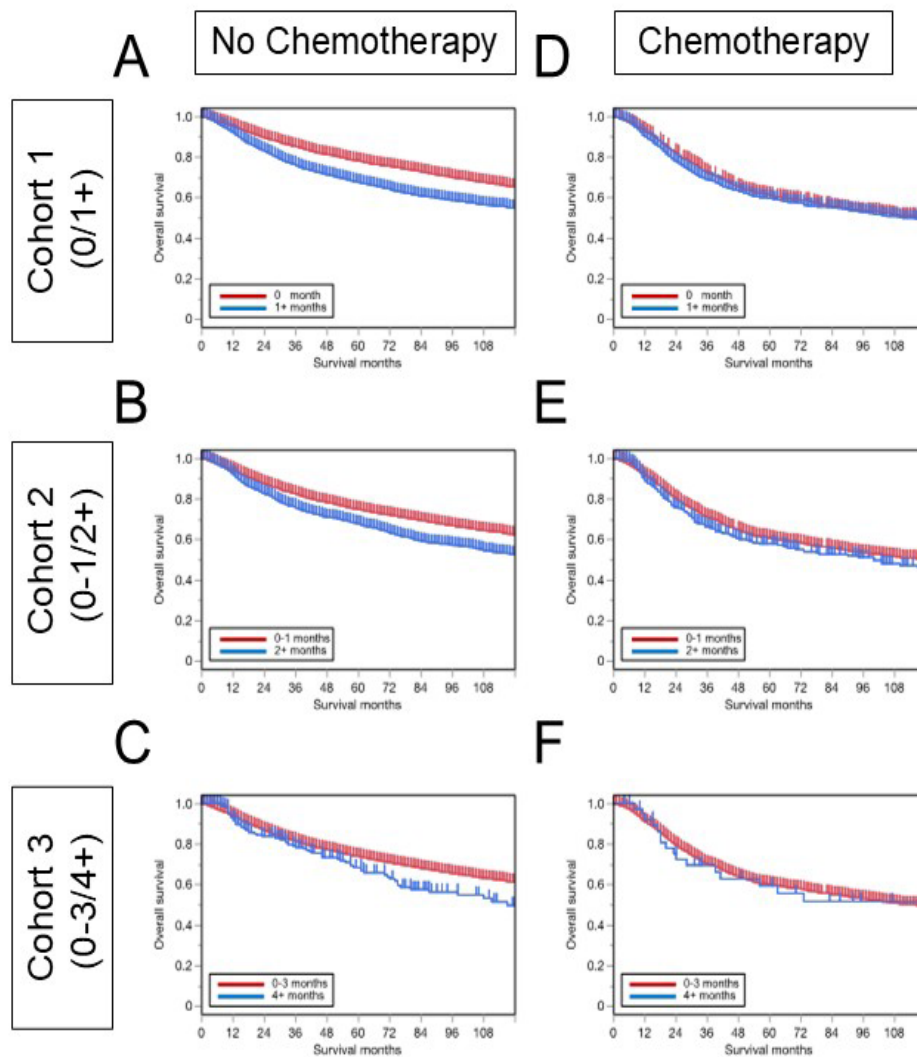 A
No Chemotherapy
D
Chemotherapy
Cohort 1
(0/1+)
Overall survival
1.0
0.8
0.6
0.4
0.2
0
0 month
1+ months
0 12 24 36 48 60 72 84 96 108
Survival months
Overall survival
1.0
0.8
0.6
0.4
0.2
0
0 month
1+ months
0 12 24 36 48 60 72 84 96 108
Survival months
B
E
Cohort 2
(0-1/2+)
Overall survival
1.0
0.8
0.6
0.4
0.2
0
0-1 months
2+ months
0 12 24 36 48 60 72 84 96 108
Survival months
Overall survival
1.0
0.8
0.6
0.4
0.2
0
0-1 months
2+ months
0 12 24 36 48 60 72 84 96 108
Survival months
C
F
Cohort 3
(0-3/4+)
Overall survival
1.0
0.8
0.6
0.4
0.2
0
0-3 months
4+ months
0 12 24 36 48 60 72 84 96 108
Survival months
Overall survival
1.0
0.8
0.6
0.4
0.2
0
0-3 months
4+ months
0 12 24 36 48 60 72 84 96 108
Survival months